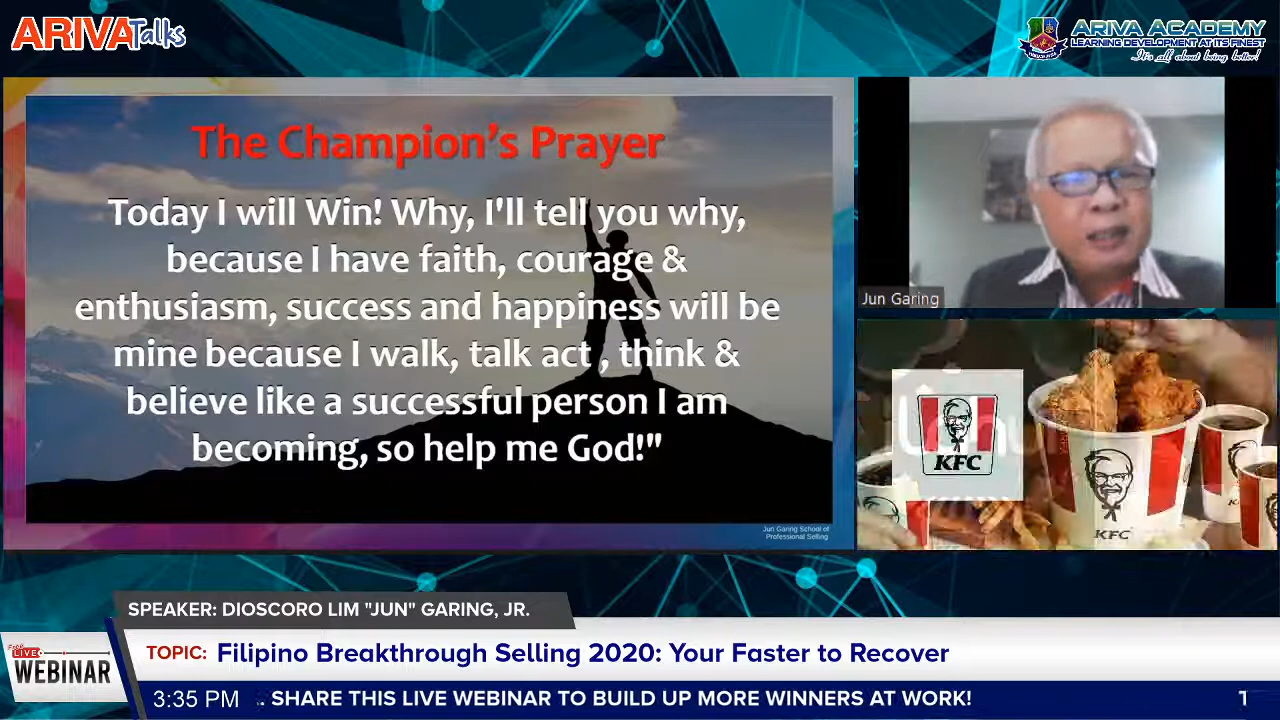 ARIVA Talks
ARIVA ACADEMY
LEARNING DEVELOPMENT AT ITS FINEST
It's all about being better!
The Champion's Prayer
Today I will Win! Why, I'll tell you why,
because I have faith, courage &
enthusiasm, success and happiness will be
mine because I walk, talk act , think &
believe like a successful person I am
becoming, so help me God!"
Jun Garing School of
Professional Selling
Jun Garing
KFC
KFC
SPEAKER: DIOSCORO LIM "JUN" GARING, JR.
Free
LIVE
WEBINAR
TOPIC: Filipino Breakthrough Selling 2020: Your Faster to Recover
3:35 PM . SHARE THIS LIVE WEBINAR TO BUILD UP MORE WINNERS AT WORK! 1